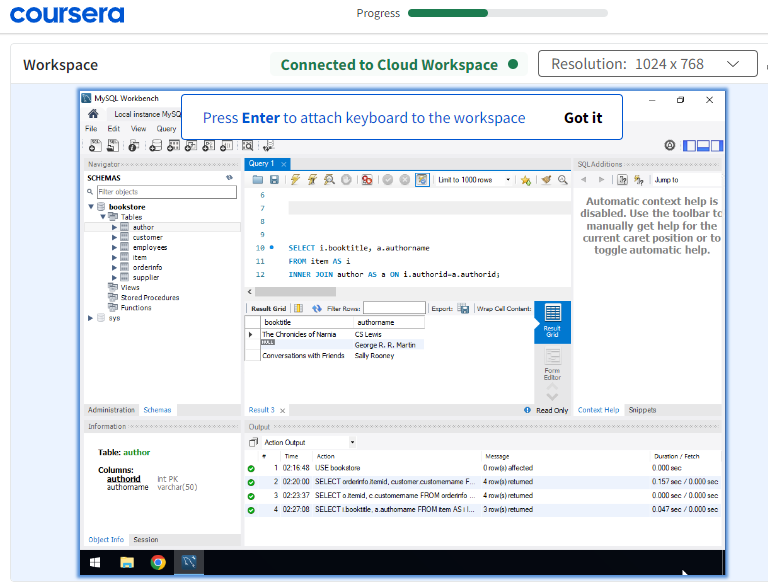 coursera
Progress
Workspace
Connected to Cloud Workspace
Resolution: 1024 x 768
MySQL Workbench
Local instance MySQ
Press Enter to attach keyboard to the workspace
Got it
File Edit View Query
Navigator
Query 1
SQLAdditions
SCHEMAS
Filter objects
Limit to 1000 rows
Jump to
bookstore
Tables
author
customer
employees
item
orderinfo
supplier
Views
Stored Procedures
Functions
sys
6
7
8
9
10 SELECT i.booktitle, a.authorname
11 FROM item AS i
12 INNER JOIN author AS a ON i.authorid=a.authorid;
Automatic context help is
disabled. Use the toolbar tc
manually get help for the
current caret position or to
toggle automatic help.
Result Grid
Filter Rows:
Export:
Wrap Cell Content:
booktitle authorname
The Chronicles of Narnia CS Lewis
NULL George R. R. Martin
Conversations with Friends Sally Rooney
Result
Grid
Form
Editor
Administration Schemas
Result 3
Read Only
Context Help Snippets
Information
Output
Table: author
Columns:
authorid int PK
authorname varchar(50)
Action Output
# Time Action Message Duration / Fetch
1 02:16:48 USE bookstore 0 row(s) affected 0.000 sec
2 02:20:00 SELECT orderinfo.itemid, customer.customername F... 4 row(s) returned 0.157 sec / 0.000 sec
3 02:23:37 SELECT o.itemid, c.customername FROM orderinfo ... 4 row(s) returned 0.000 sec / 0.000 sec
4 02:27:08 SELECT i.booktitle, a.authorname FROM item AS i I... 3 row(s) returned 0.047 sec / 0.000 sec
Object Info Session